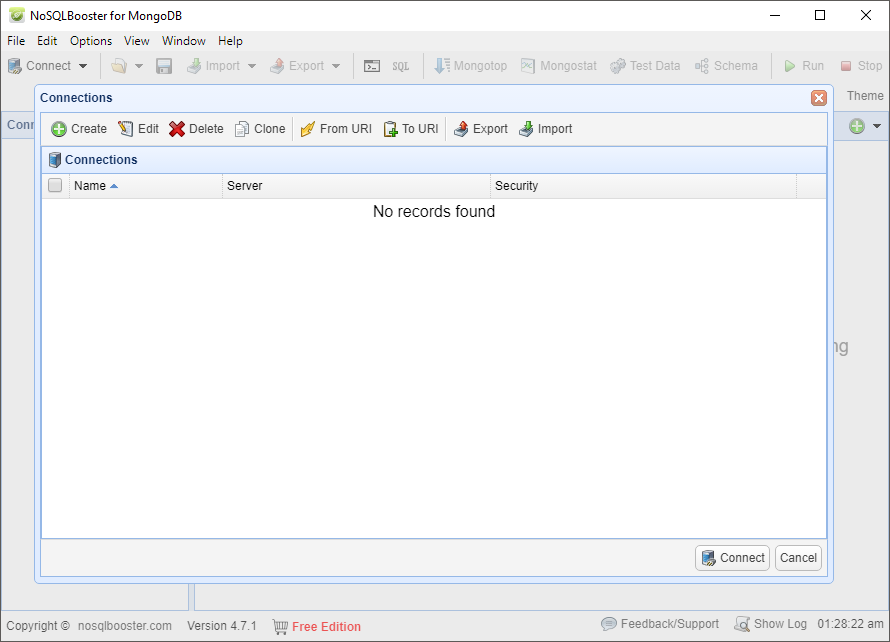 NoSQLBooster for MongoDB
File Edit Options View Window Help
Connect Import Export SQL Mongotop Mongostat Test Data Schema Run Stop
Connections
Theme
Conn
Create Edit Delete Clone From URI To URI Export Import
Connections
Name Server Security
No records found
ng
Connect Cancel
Copyright © nosqlbooster.com Version 4.7.1 Free Edition Feedback/Support Show Log 01:28:22 am